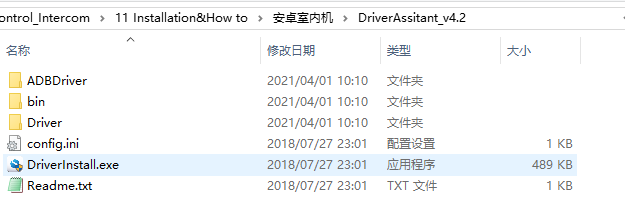 ontrol_Intercom > 11 Installation&How to > 安卓室内机 > DriverAssitant_v4.2
名称 修改日期 类型 大小
ADBDriver 2021/04/01 10:10 文件夹
bin 2021/04/01 10:10 文件夹
Driver 2021/04/01 10:10 文件夹
config.ini 2018/07/27 23:01 配置设置 1 KB
DriverInstall.exe 2018/07/27 23:01 应用程序 489 KB
Readme.txt 2018/07/27 23:01 TXT 文件 1 KB